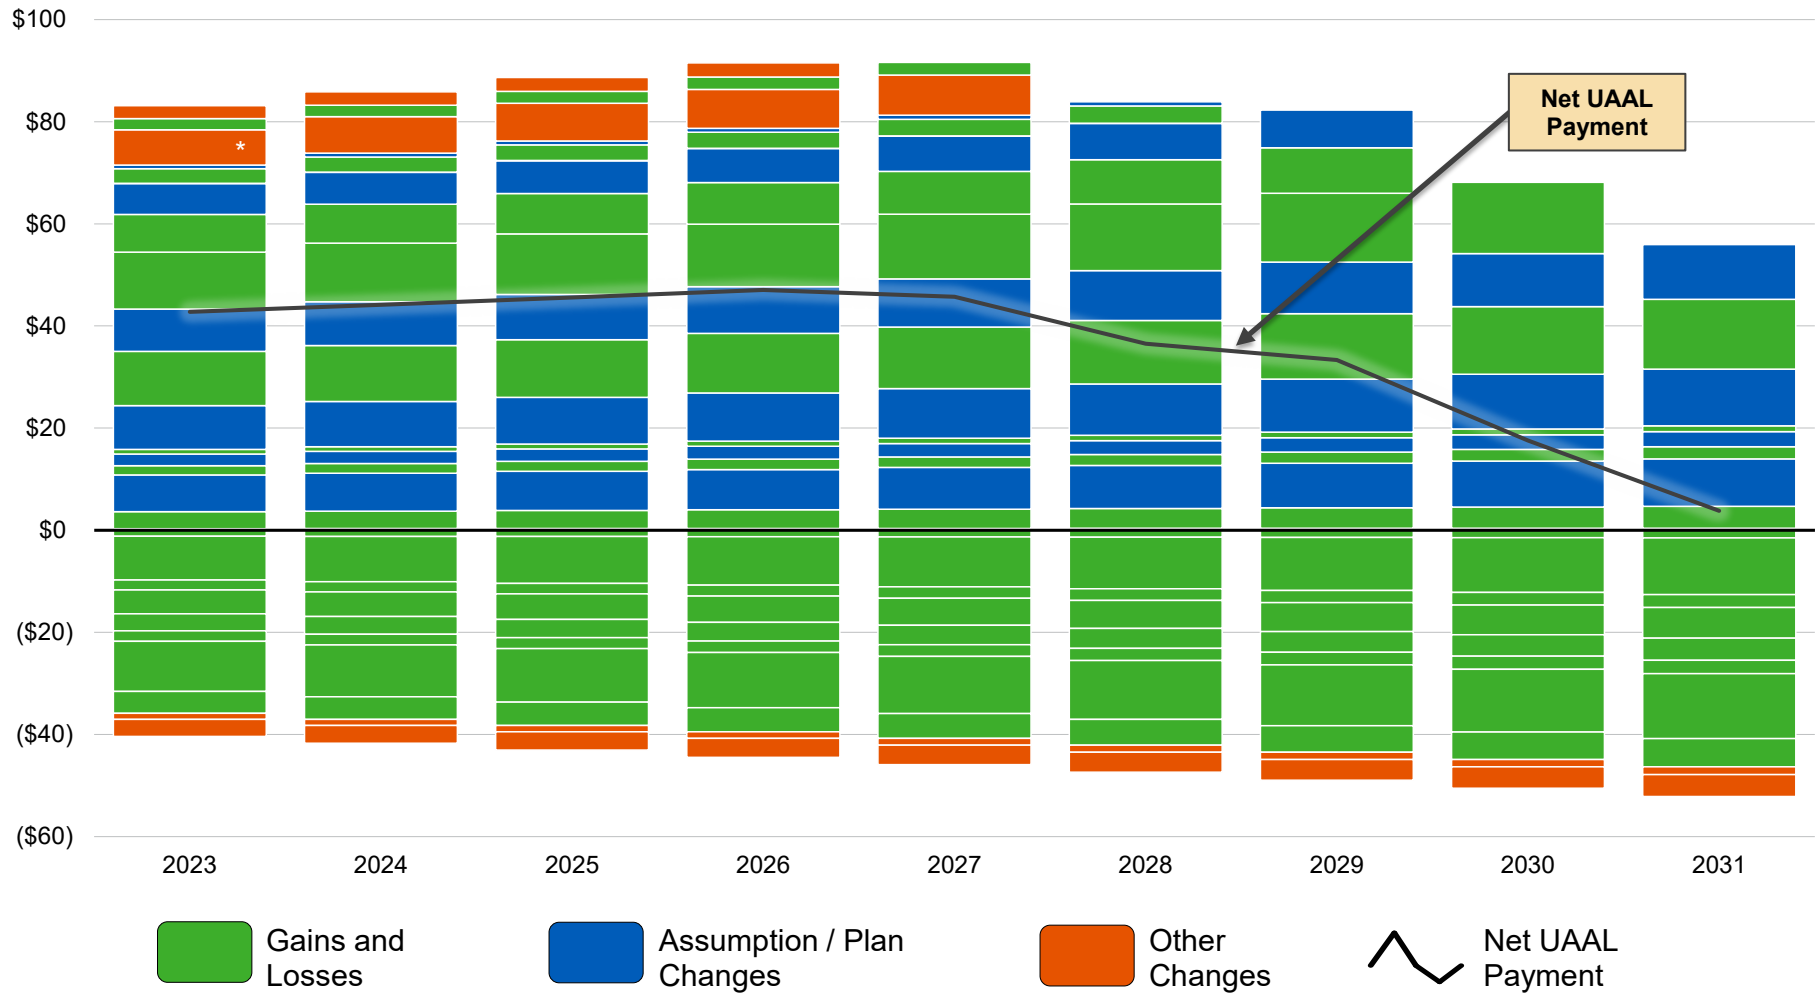 $100
$80
$60
$40
$20
$0
($20)
($40)
($60)
*
Net UAAL
Payment
2023 2024 2025 2026 2027 2028 2029 2030 2031
Gains and
Losses
Assumption / Plan
Changes
Other
Changes
Net UAAL
Payment